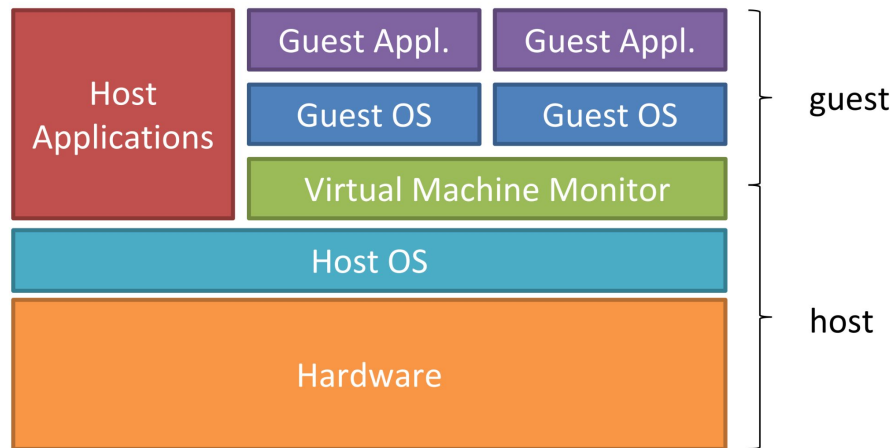 Host
Applications
Guest Appl.
Guest Appl.
Guest OS
Guest OS
Virtual Machine Monitor
Host OS
Hardware
guest
host